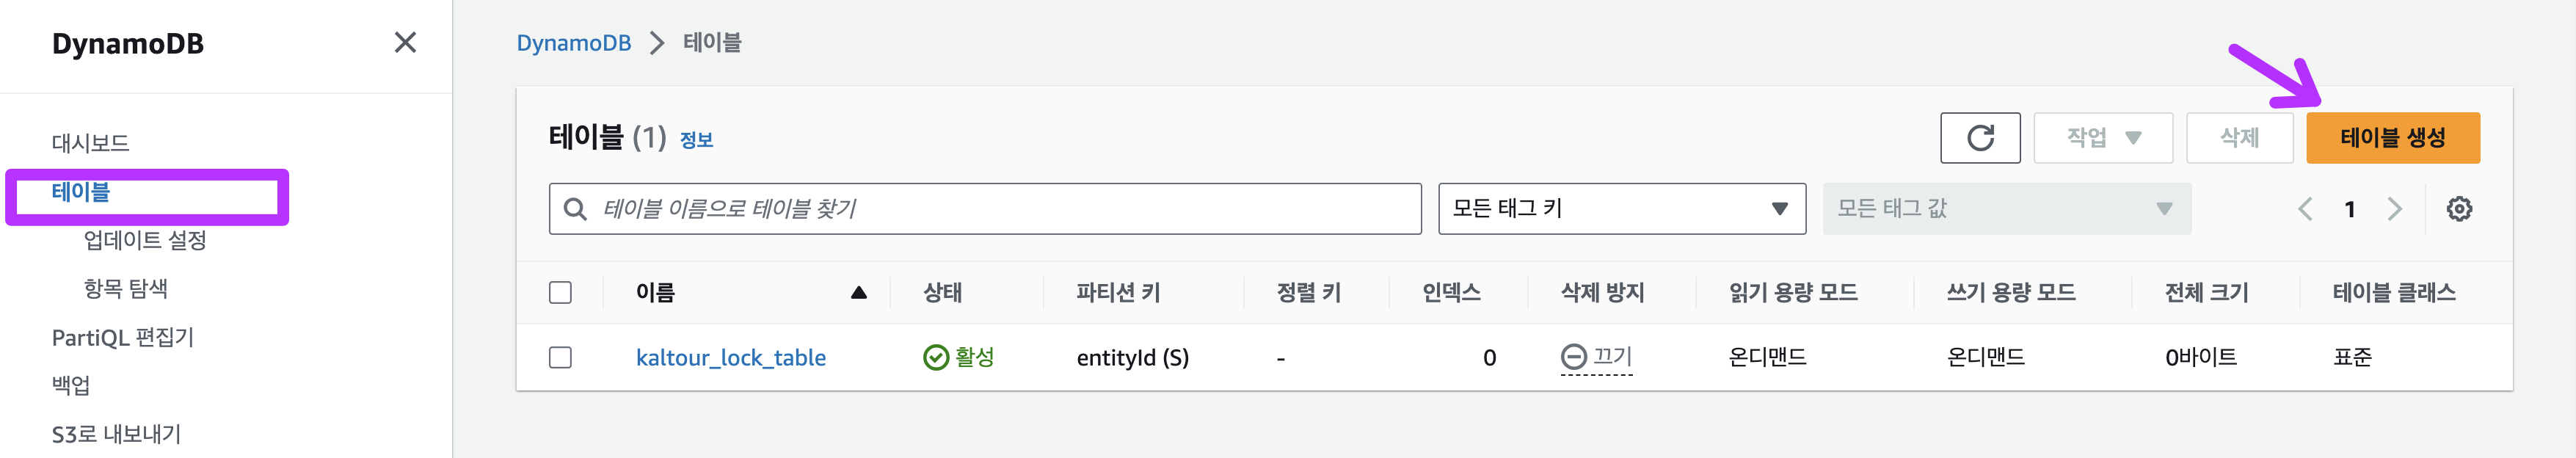 DynamoDB
대시보드
테이블
업데이트 설정
항목 탐색
PartiQL 편집기
백업
S3로 내보내기
DynamoDB 테이블
테이블 (1) 정보
작업 삭제 테이블 생성
테이블 이름으로 테이블 찾기 모든 태그 키 모든 태그 값 1
이름 상태 파티션 키 정렬 키 인덱스 삭제 방지 읽기 용량 모드 쓰기 용량 모드 전체 크기 테이블 클래스
kaltour_lock_table 활성 entityId (S) - 0 끄기 온디맨드 온디맨드 0바이트 표준